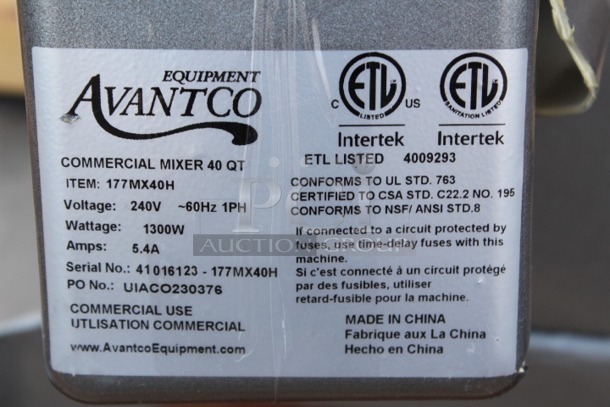 EQUIPMENT
AVANTCO
COMMERCIAL MIXER 40 QT
ITEM: 177MX40H
Voltage: 240V ~60Hz 1PH
Wattage: 1300W
Amps: 5.4A
Serial No.: 41016123 - 177MX40H
PO No.: UIACO230376
COMMERCIAL USE
UTLISATION COMMERCIAL
www.AvantcoEquipment.com
C ETL US
LISTED
Intertek
ETL
SANITATION LISTED
Intertek
ETL LISTED 4009293
CONFORMS TO UL STD. 763
CERTIFIED TO CSA STD. C22.2 NO. 195
CONFORMS TO NSF/ ANSI STD.8
If connected to a circuit protected by
fuses, use time-delay fuses with this
machine.
Si c'est connecté à un circuit protégé
par des fusibles, utiliser
retard-fusible pour la machine.
MADE IN CHINA
Fabrique aux La China
Hecho en China
AUCTION GROUP